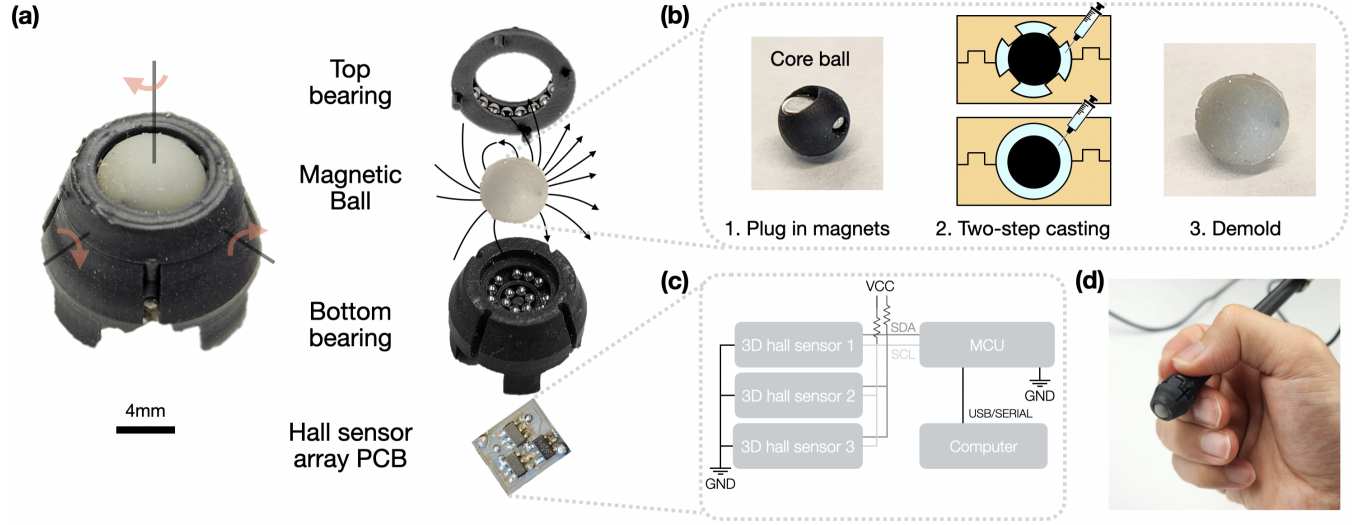 (a)
Top
bearing
Magnetic
Ball
Bottom
bearing
Hall sensor
array PCB
4mm
(b)
Core ball
1. Plug in magnets
2. Two-step casting
3. Demold
(c)
VCC
SDA
SCL
3D hall sensor 1
3D hall sensor 2
3D hall sensor 3
MCU
GND
USB/SERIAL
Computer
GND
(d)